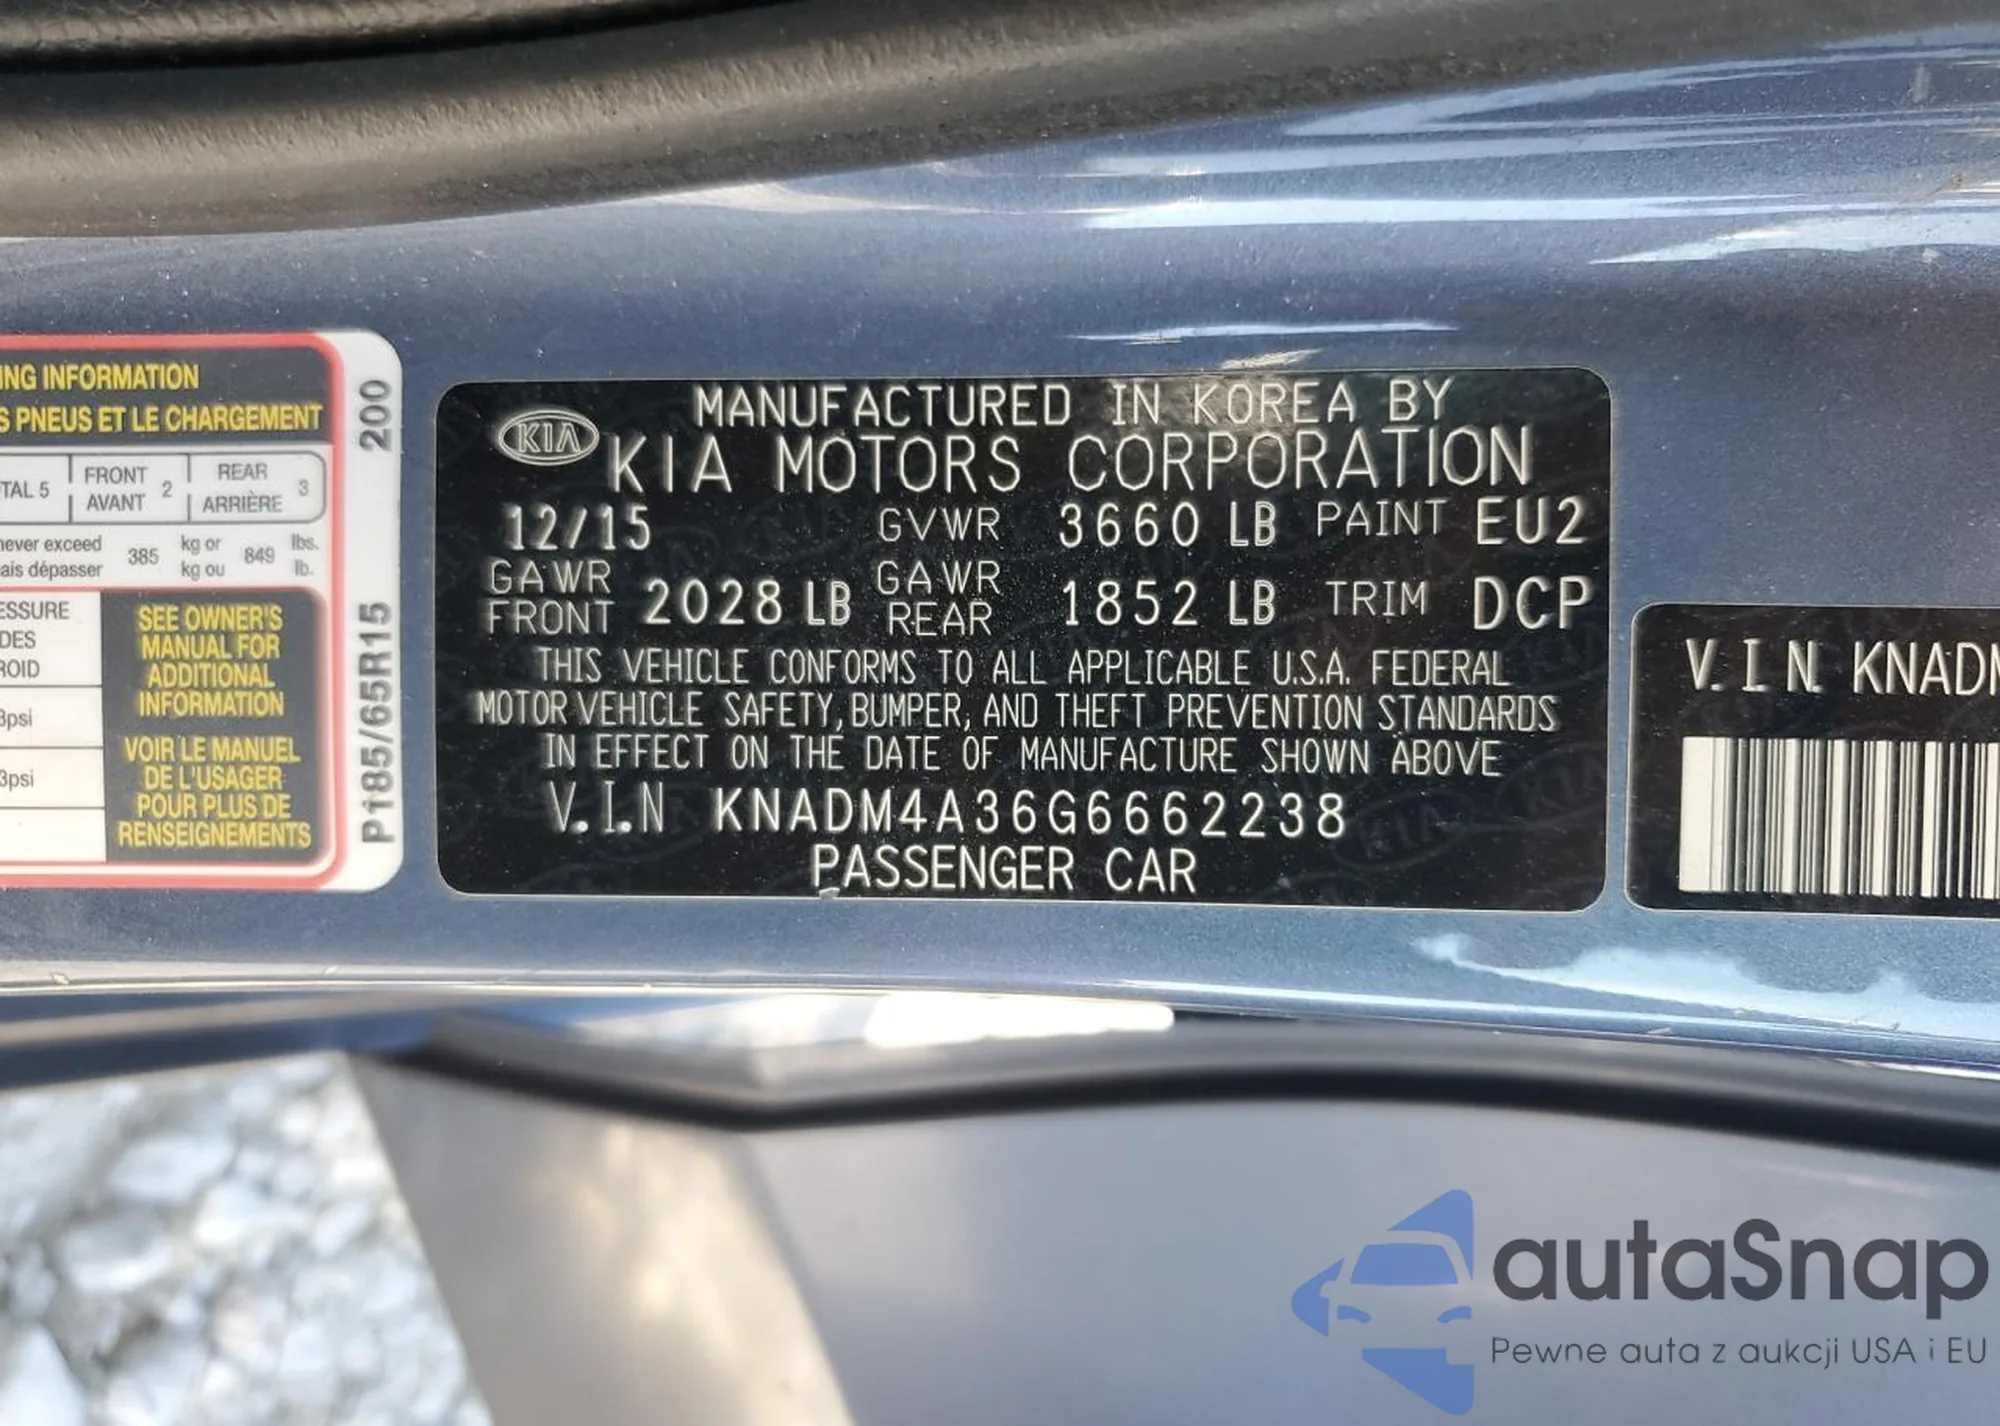 ING INFORMATION
S PNEUS ET LE CHARGEMENT
TAL 5 FRONT AVANT 2 REAR ARRIÈRE 3
never exceed 385 kg or 849 lbs.
ais dépasser kg ou lb.
ESSURE
DES
ROID
3psi
3psi
SEE OWNER'S
MANUAL FOR
ADDITIONAL
INFORMATION
VOIR LE MANUEL
DE L'USAGER
POUR PLUS DE
RENSEIGNEMENTS
200
P185/65R15
MANUFACTURED IN KOREA BY
KIA KIA MOTORS CORPORATION
12/15 GVWR 3660 LB PAINT EU2
GAWR FRONT 2028 LB GAWR REAR 1852 LB TRIM DCP
THIS VEHICLE CONFORMS TO ALL APPLICABLE U.S.A. FEDERAL
MOTOR VEHICLE SAFETY, BUMPER, AND THEFT PREVENTION STANDARDS
IN EFFECT ON THE DATE OF MANUFACTURE SHOWN ABOVE
V.I.N KNADM4A36G6662238
PASSENGER CAR
V.I.N. KNADM
autaSnap
Pewne auta z aukcji USA i EU